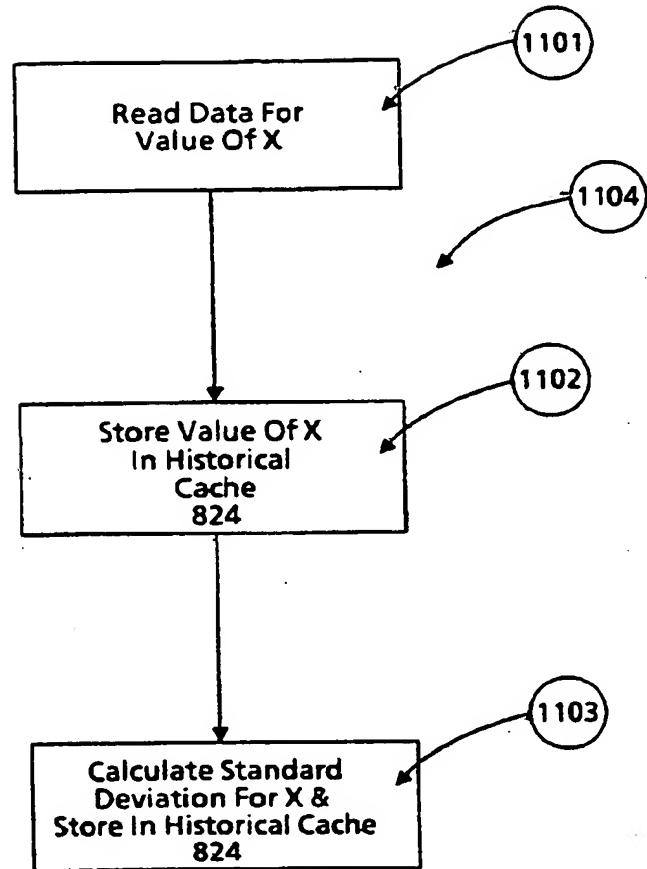 1101
Read Data For
Value Of X
1104
1102
Store Value Of X
In Historical
Cache
824
1103
Calculate Standard
Deviation For X &
Store In Historical Cache
824